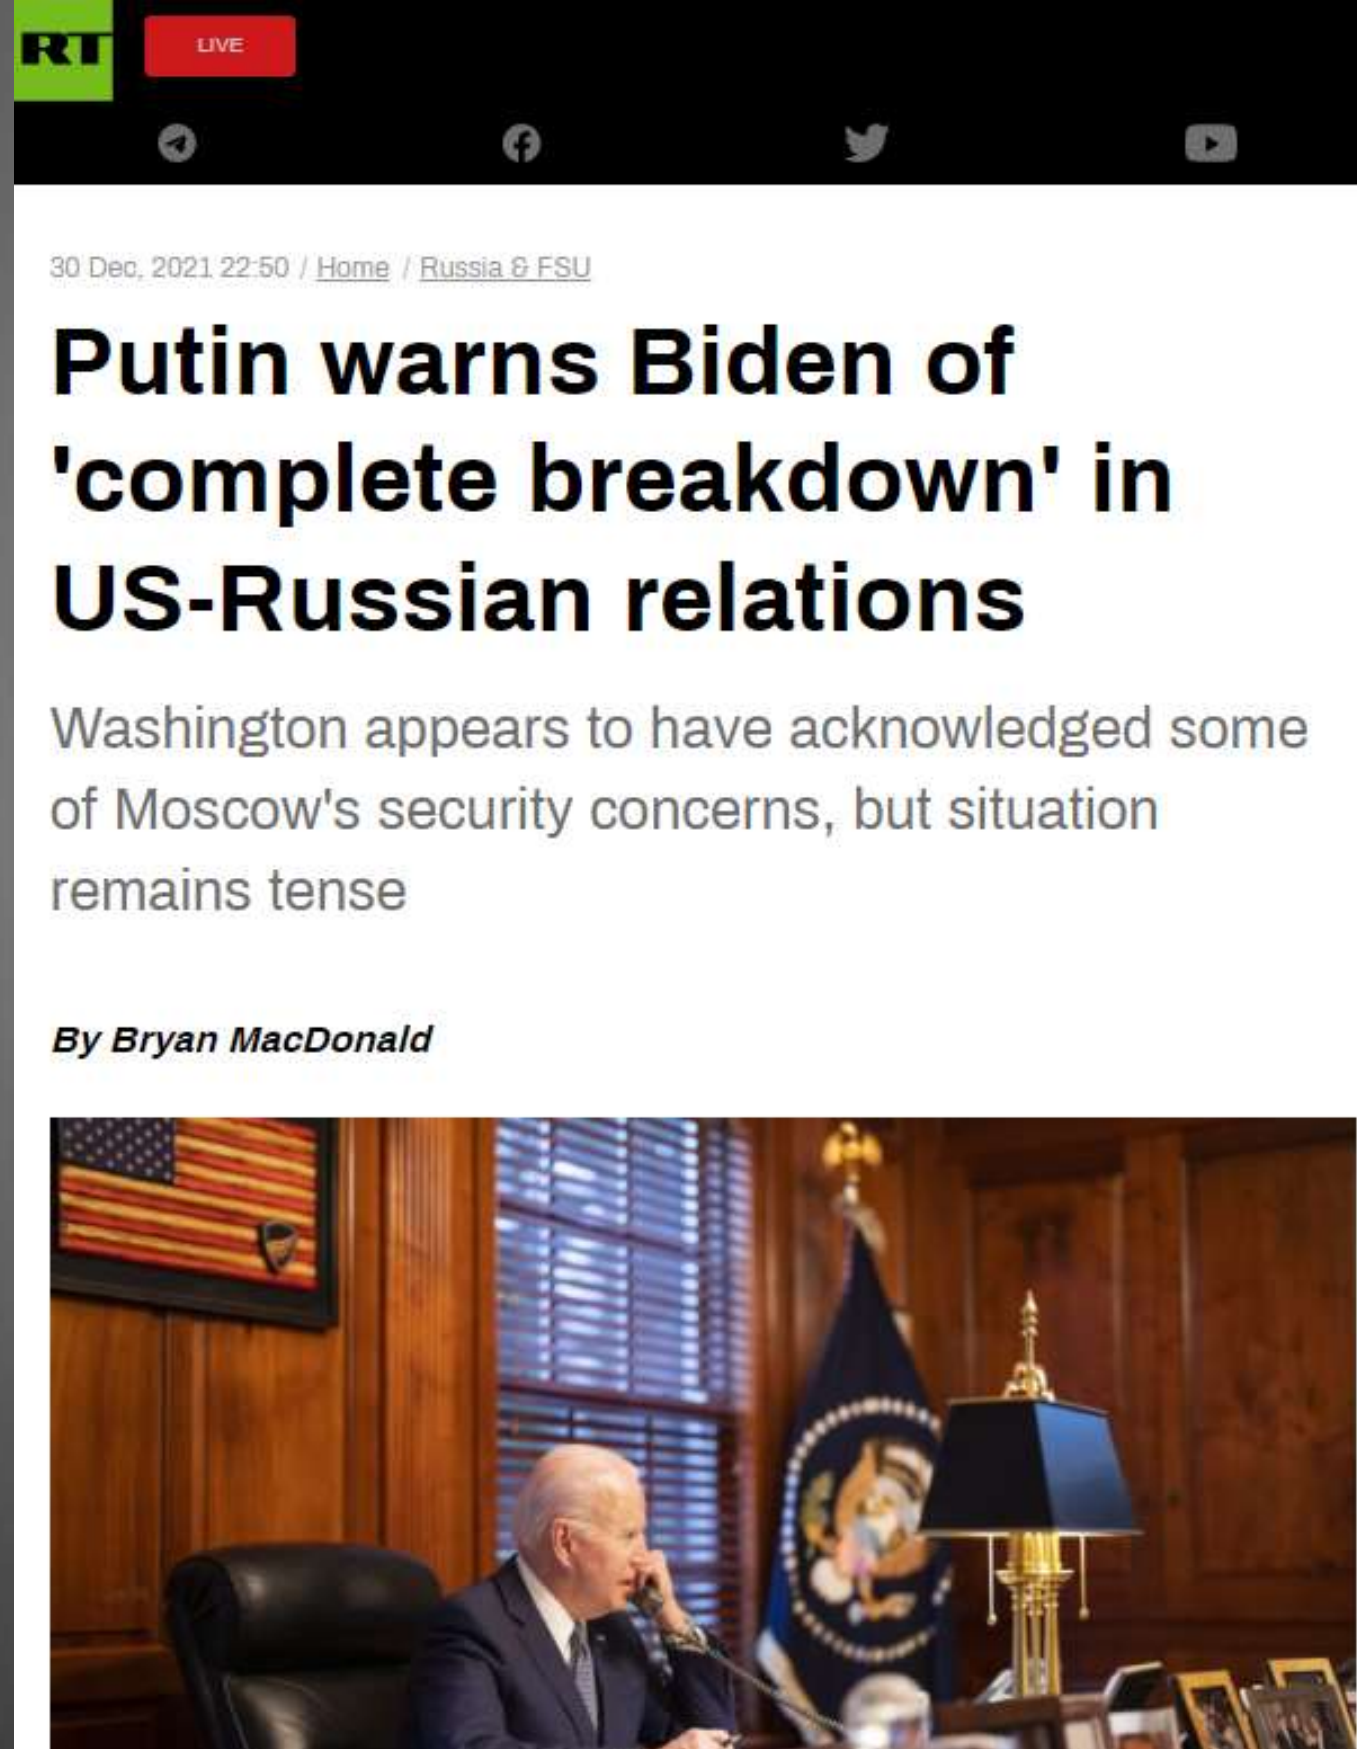 RT
LIVE
30 Dec, 2021 22:50 / Home / Russia & FSU
Putin warns Biden of
'complete breakdown' in
US-Russian relations
Washington appears to have acknowledged some
of Moscow's security concerns, but situation
remains tense
By Bryan MacDonald